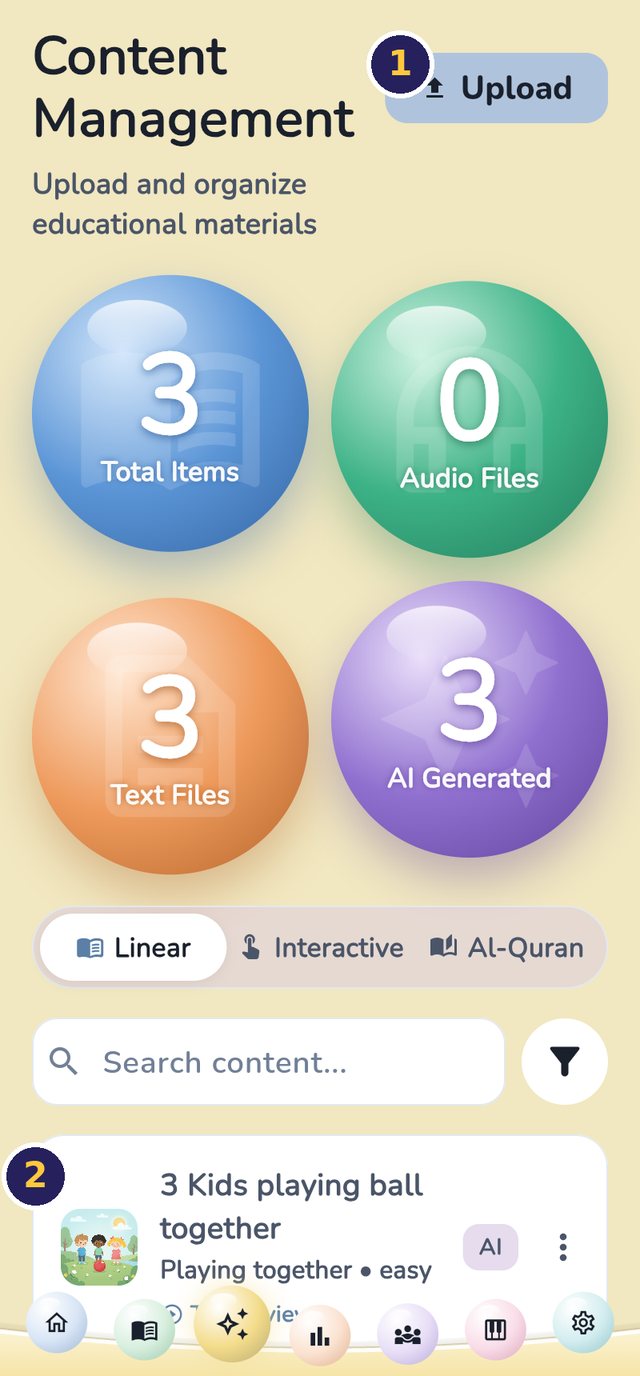 Content
Management
1
Upload
Upload and organize
educational materials
3
Total Items
0
Audio Files
3
Text Files
3
AI Generated
Linear
Interactive
Al-Quran
Search content...
2
3 Kids playing ball
together
AI
Playing together • easy